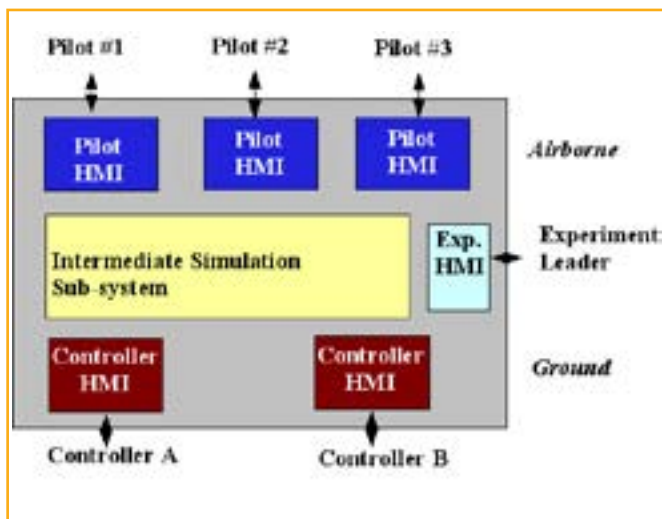 Pilot #1
Pilot #2
Pilot #3
Pilot
HMI
Pilot
HMI
Pilot
HMI
Airborne
Intermediate Simulation
Sub-system
Exp.
HMI
Experiment
Leader
Controller
HMI
Controller
HMI
Ground
Controller A
Controller B